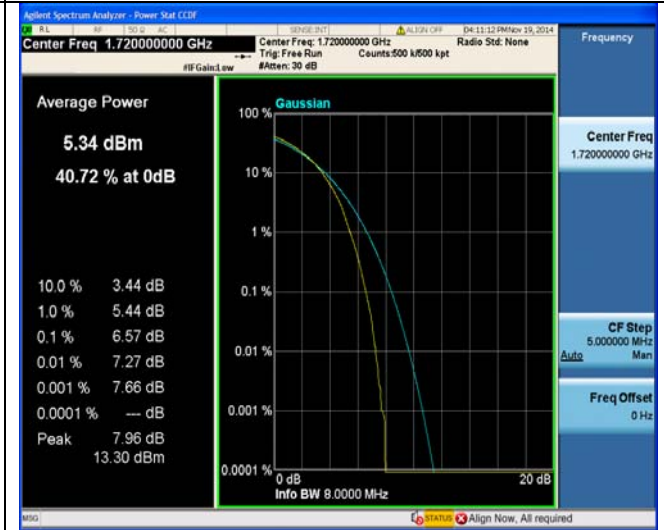 Agilent Spectrum Analyzer - Power Stat CCDF
RL RF 50 Ω AC SENSE:INT ALIGN OFF 04:11:12 PM Nov 19, 2014
Center Freq 1.720000000 GHz
Center Freq: 1.720000000 GHz Radio Std: None
Trig: Free Run Counts:500 k/500 kpt
#IFGain:Low #Atten: 30 dB
Frequency
Average Power
5.34 dBm
40.72 % at 0dB
10.0 % 3.44 dB
1.0 % 5.44 dB
0.1 % 6.57 dB
0.01 % 7.27 dB
0.001 % 7.66 dB
0.0001 % --- dB
Peak 7.96 dB
13.30 dBm
Gaussian
100 %
10 %
1 %
0.1 %
0.01 %
0.001 %
0.0001 %
0 dB 20 dB
Info BW 8.0000 MHz
Center Freq
1.720000000 GHz
CF Step
5.000000 MHz
Auto Man
Freq Offset
0 Hz
MSG STATUS Align Now, All required